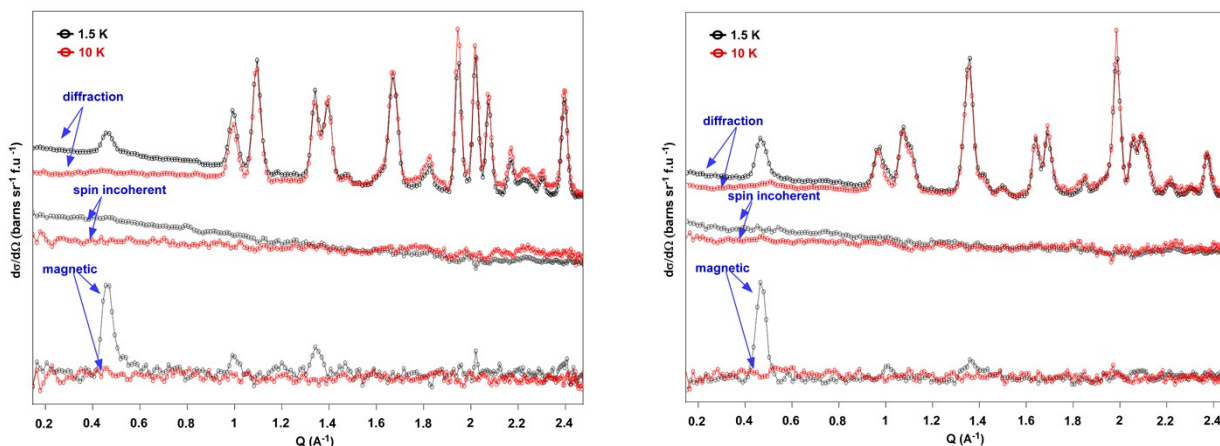 1.5 K
10 K
diffraction
spin incoherent
magnetic
dσ/dΩ (barns sr⁻¹ f.u⁻¹)
0.2 0.4 0.6 0.8 1 1.2 1.4 1.6 1.8 2 2.2 2.4
Q (A⁻¹)
1.5 K
10 K
diffraction
spin incoherent
magnetic
dσ/dΩ (barns sr⁻¹ f.u⁻¹)
0.2 0.4 0.6 0.8 1 1.2 1.4 1.6 1.8 2 2.2 2.4
Q (A⁻¹)